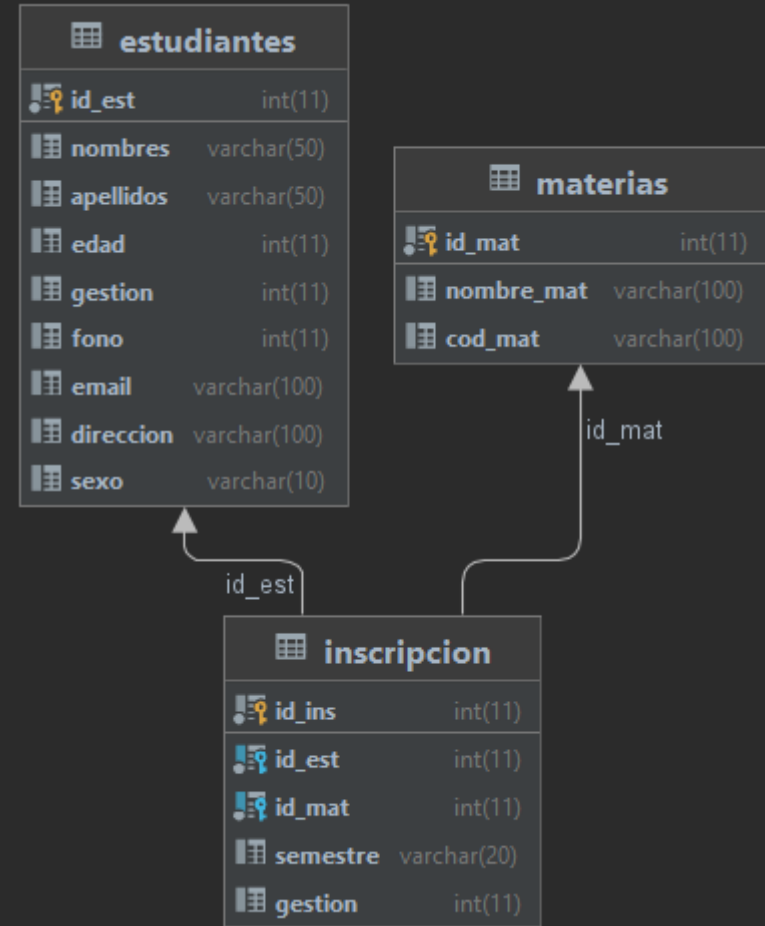 estudiantes
id_est int(11)
nombres varchar(50)
apellidos varchar(50)
edad int(11)
gestion int(11)
fono int(11)
email varchar(100)
direccion varchar(100)
sexo varchar(10)
materias
id_mat int(11)
nombre_mat varchar(100)
cod_mat varchar(100)
id_mat
id_est
inscripcion
id_ins int(11)
id_est int(11)
id_mat int(11)
semestre varchar(20)
gestion int(11)